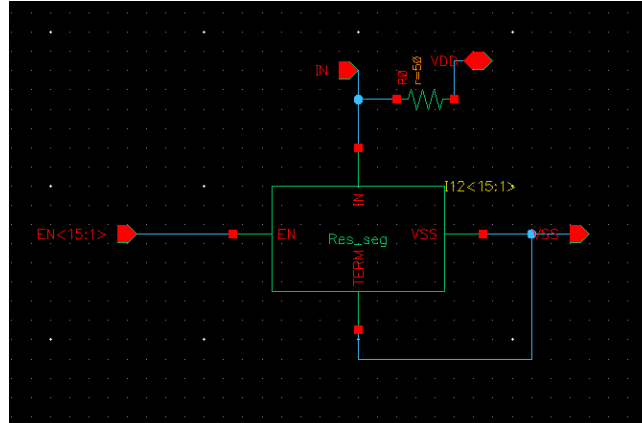 IN
R0
r=50
VDD
I12<15:1>
IN
EN<15:1>
EN
Res_seg
VSS
VSS
TERM